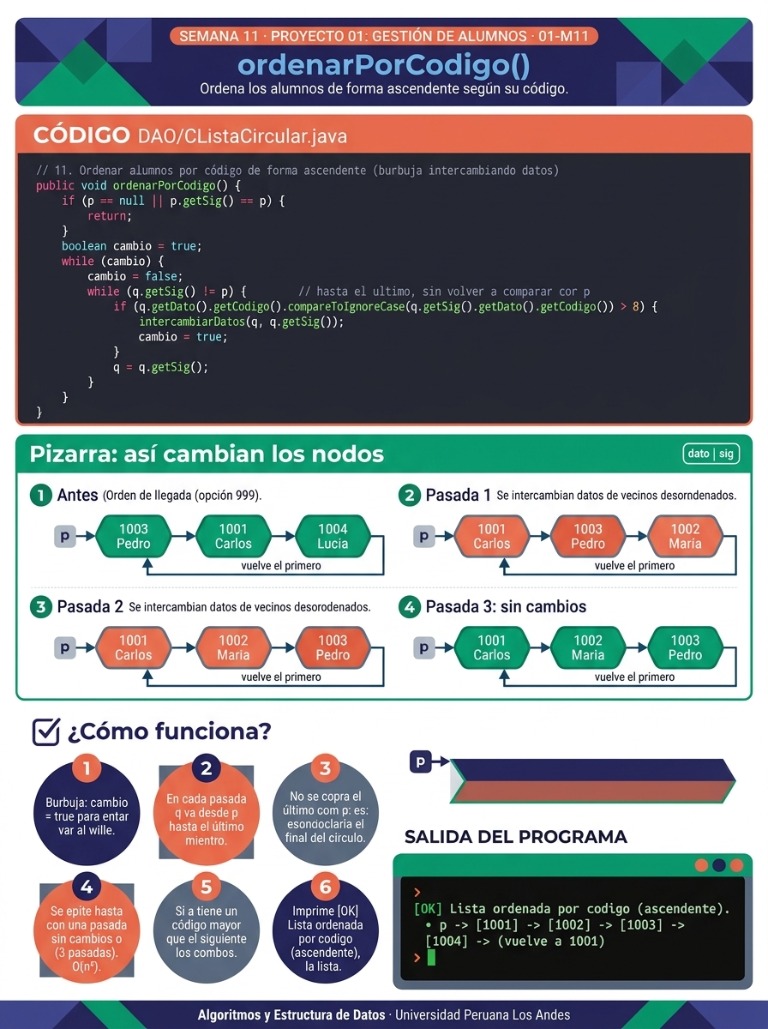 SEMANA 11 · PROYECTO 01: GESTIÓN DE ALUMNOS · 01-M11
ordenarPorCodigo()
Ordena los alumnos de forma ascendente según su código.
CÓDIGO DAO/CListaCircular.java
// 11. Ordenar alumnos por código de forma ascendente (burbuja intercambiando datos)
public void ordenarPorCodigo() {
if (p == null || p.getSig() == p) {
return;
}
boolean cambio = true;
while (cambio) {
cambio = false;
while (q.getSig() != p) { // hasta el ultimo, sin volver a comparar cor p
if (q.getDato().getCodigo().compareToIgnoreCase(q.getSig().getDato().getCodigo()) > 8) {
intercambiarDatos(q, q.getSig());
cambio = true;
}
q = q.getSig();
}
}
}
Pizarra: así cambian los nodos
dato | sig
1 Antes (Orden de llegada (opción 999).
p
1003 Pedro
1001 Carlos
1004 Lucia
vuelve el primero
2 Pasada 1 Se intercambian datos de vecinos desorndenados.
p
1001 Carlos
1003 Pedro
1002 Maria
vuelve el primero
3 Pasada 2 Se intercambian datos de vecinos desorodenados.
p
1001 Carlos
1002 Maria
1003 Pedro
vuelve el primero
4 Pasada 3: sin cambios
p
1001 Carlos
1002 Maria
1003 Pedro
vuelve el primero
¿Cómo funciona?
1
Burbuja: cambio
= true para entar
var al wille.
2
En cada pasada
q va desde p
hasta el último
mientro.
3
No se copra el
último com p: es:
esondoclaría el
final del círculo.
4
Se epite hasta
con una pasada
sin cambios o
(3 pasadas).
5
Si a tiene un
código mayor
que el siguiente
los combos.
6
Imprime [OK]
Lista ordenada
por codigo
(ascendente),
la lista.
p
SALIDA DEL PROGRAMA
>
[OK] Lista ordenada por codigo (ascendente).
• p -> [1001] -> [1002] -> [1003] ->
[1004] -> (vuelve a 1001)
>
Algoritmos y Estructura de Datos · Universidad Peruana Los Andes